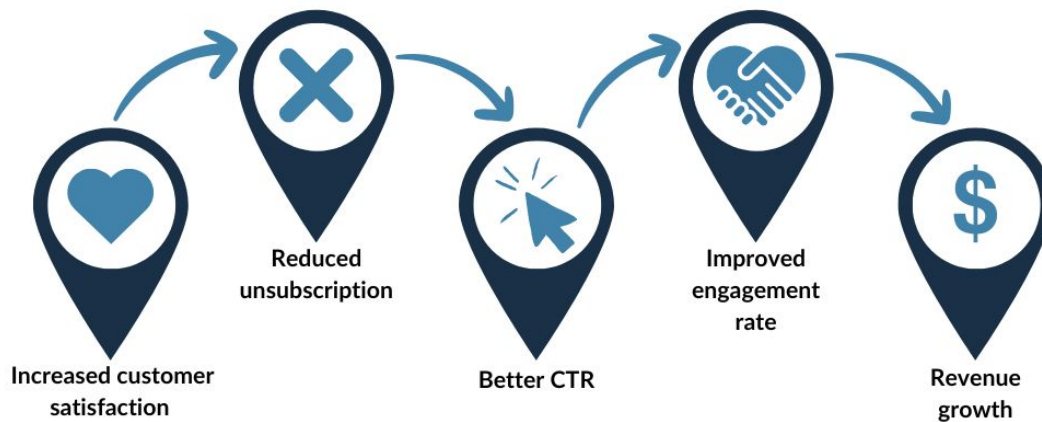 Increased customer
satisfaction
Reduced
unsubscription
Better CTR
Improved
engagement
rate
$
Revenue
growth